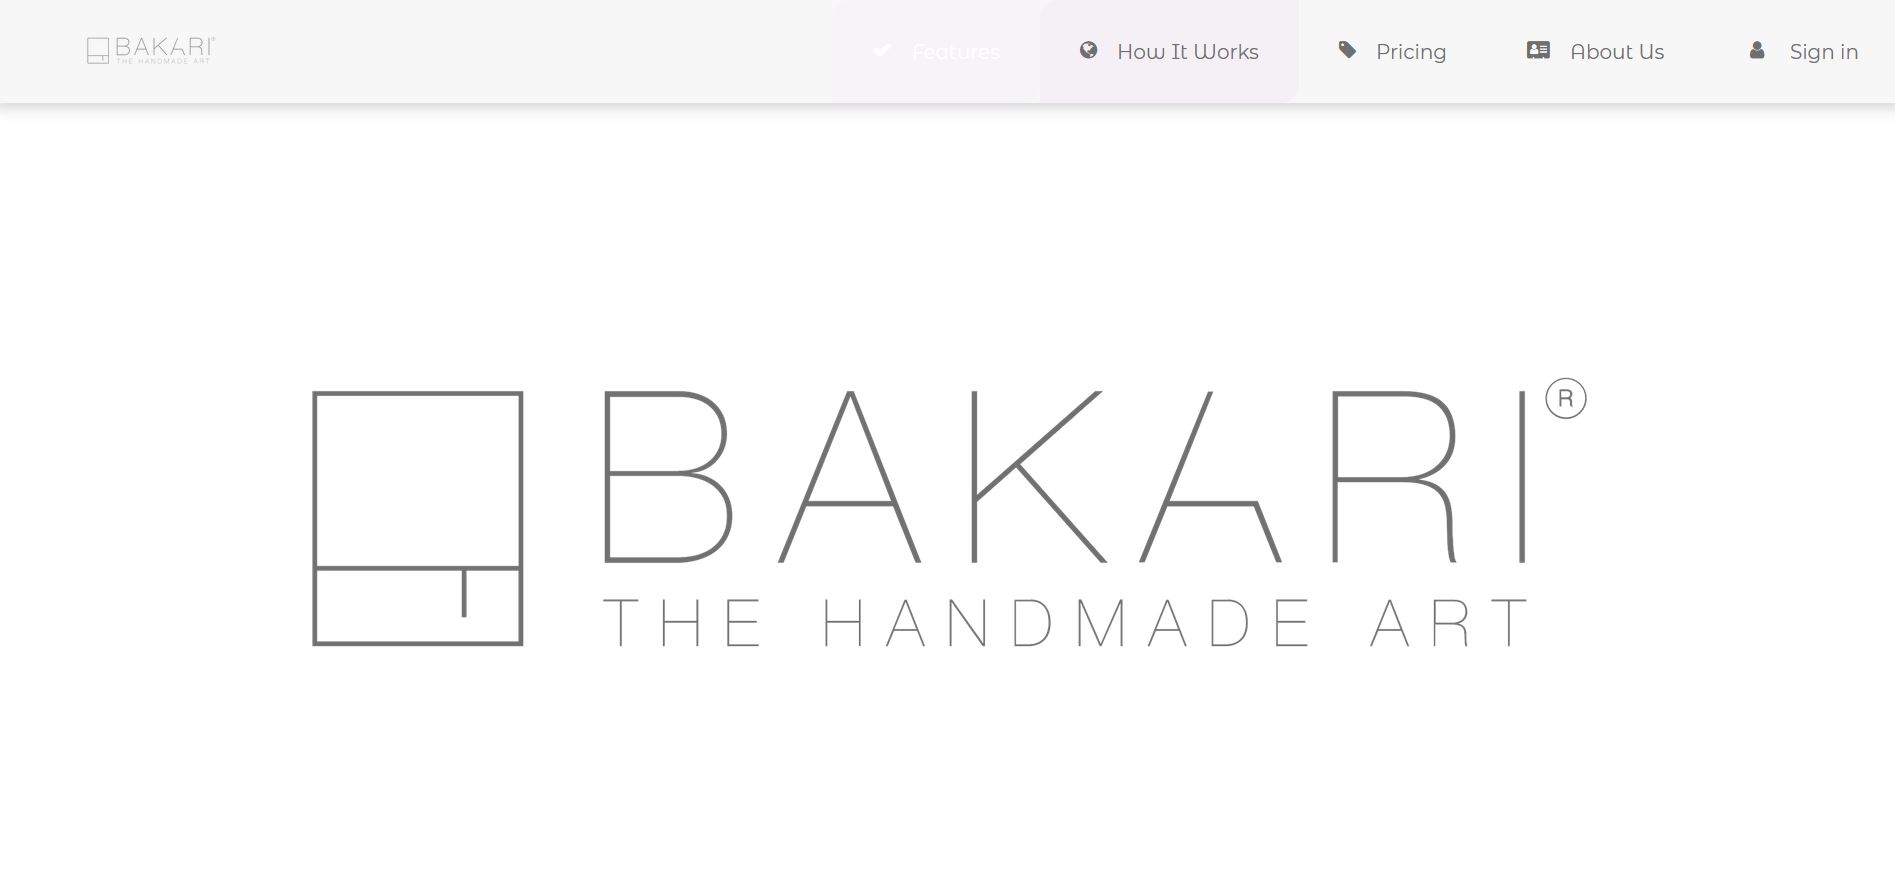 BAKARI®
THE HANDMADE ART
Features
How It Works
Pricing
About Us
Sign in
BAKARI®
THE HANDMADE ART